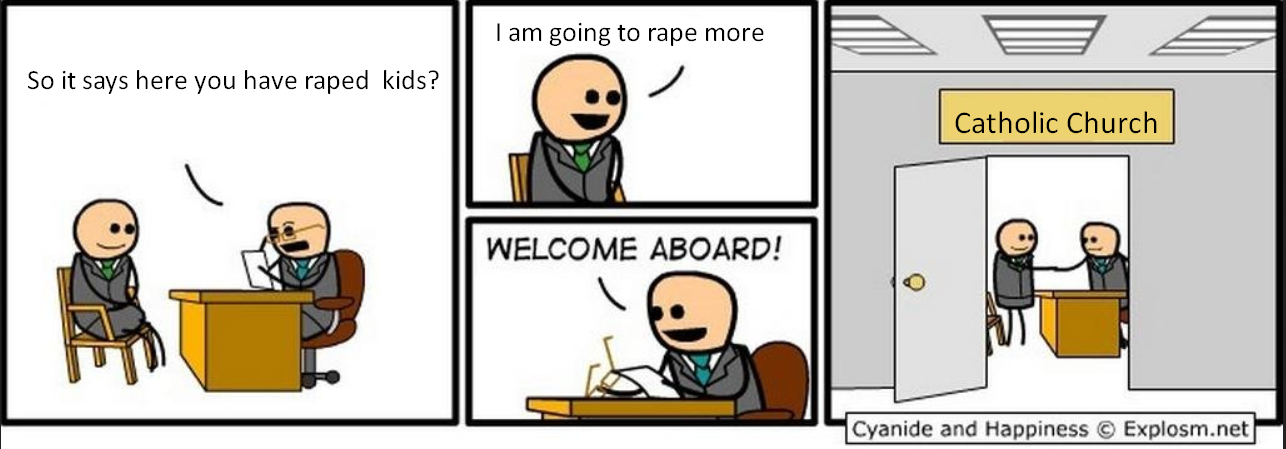 So it says here you have raped kids?
I am going to rape more
WELCOME ABOARD!
Catholic Church
Cyanide and Happiness © Explosm.net